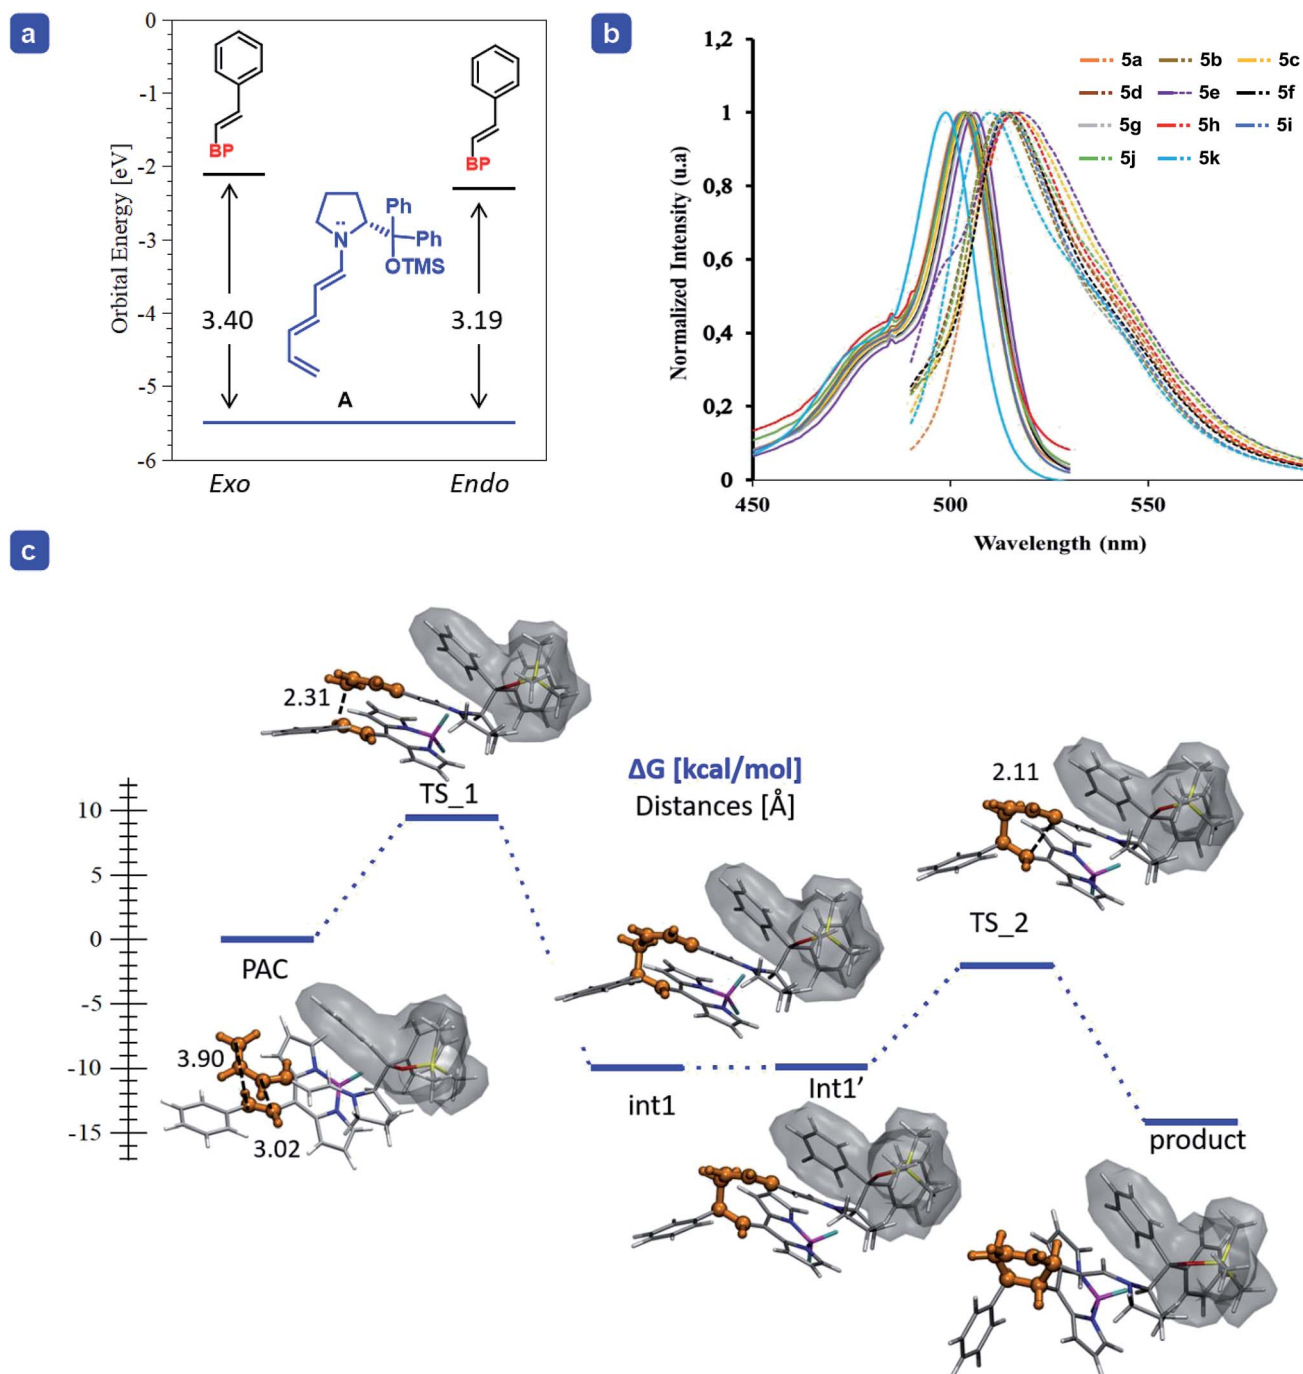 a
Orbital Energy [eV]
0
-1
-2
-3
-4
-5
-6
BP
BP
N
Ph
Ph
OTMS
3.40
3.19
A
Exo
Endo
b
Normalized Intensity (u.a)
1,2
1
0,8
0,6
0,4
0,2
0
5a 5b 5c
5d 5e 5f
5g 5h 5i
5j 5k
450 500 550
Wavelength (nm)
c
2.31
TS_1
ΔG [kcal/mol]
Distances [Å]
2.11
TS_2
10
5
0
-5
-10
-15
PAC
3.90
3.02
int1
Int1’
product